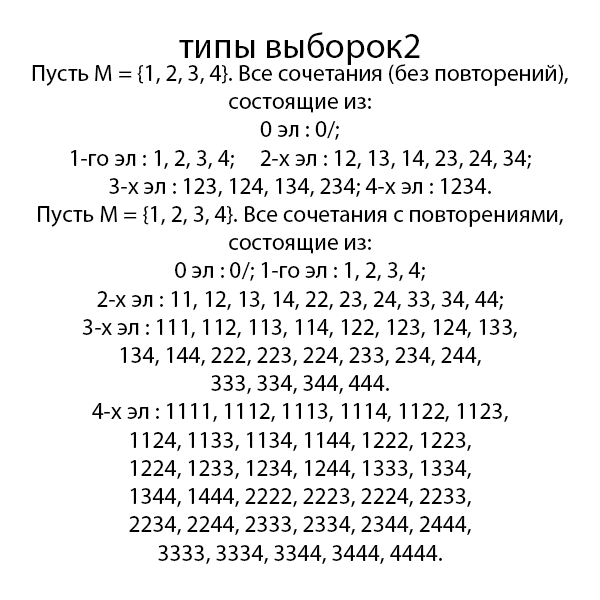 типы выборок2
Пусть M = {1, 2, 3, 4}. Все сочетания (без повторений),
состоящие из:
0 эл : 0/;
1-го эл : 1, 2, 3, 4; 2-х эл : 12, 13, 14, 23, 24, 34;
3-х эл : 123, 124, 134, 234; 4-х эл : 1234.
Пусть M = {1, 2, 3, 4}. Все сочетания с повторениями,
состоящие из:
0 эл : 0/; 1-го эл : 1, 2, 3, 4;
2-х эл : 11, 12, 13, 14, 22, 23, 24, 33, 34, 44;
3-х эл : 111, 112, 113, 114, 122, 123, 124, 133,
134, 144, 222, 223, 224, 233, 234, 244,
333, 334, 344, 444.
4-х эл : 1111, 1112, 1113, 1114, 1122, 1123,
1124, 1133, 1134, 1144, 1222, 1223,
1224, 1233, 1234, 1244, 1333, 1334,
1344, 1444, 2222, 2223, 2224, 2233,
2234, 2244, 2333, 2334, 2344, 2444,
3333, 3334, 3344, 3444, 4444.